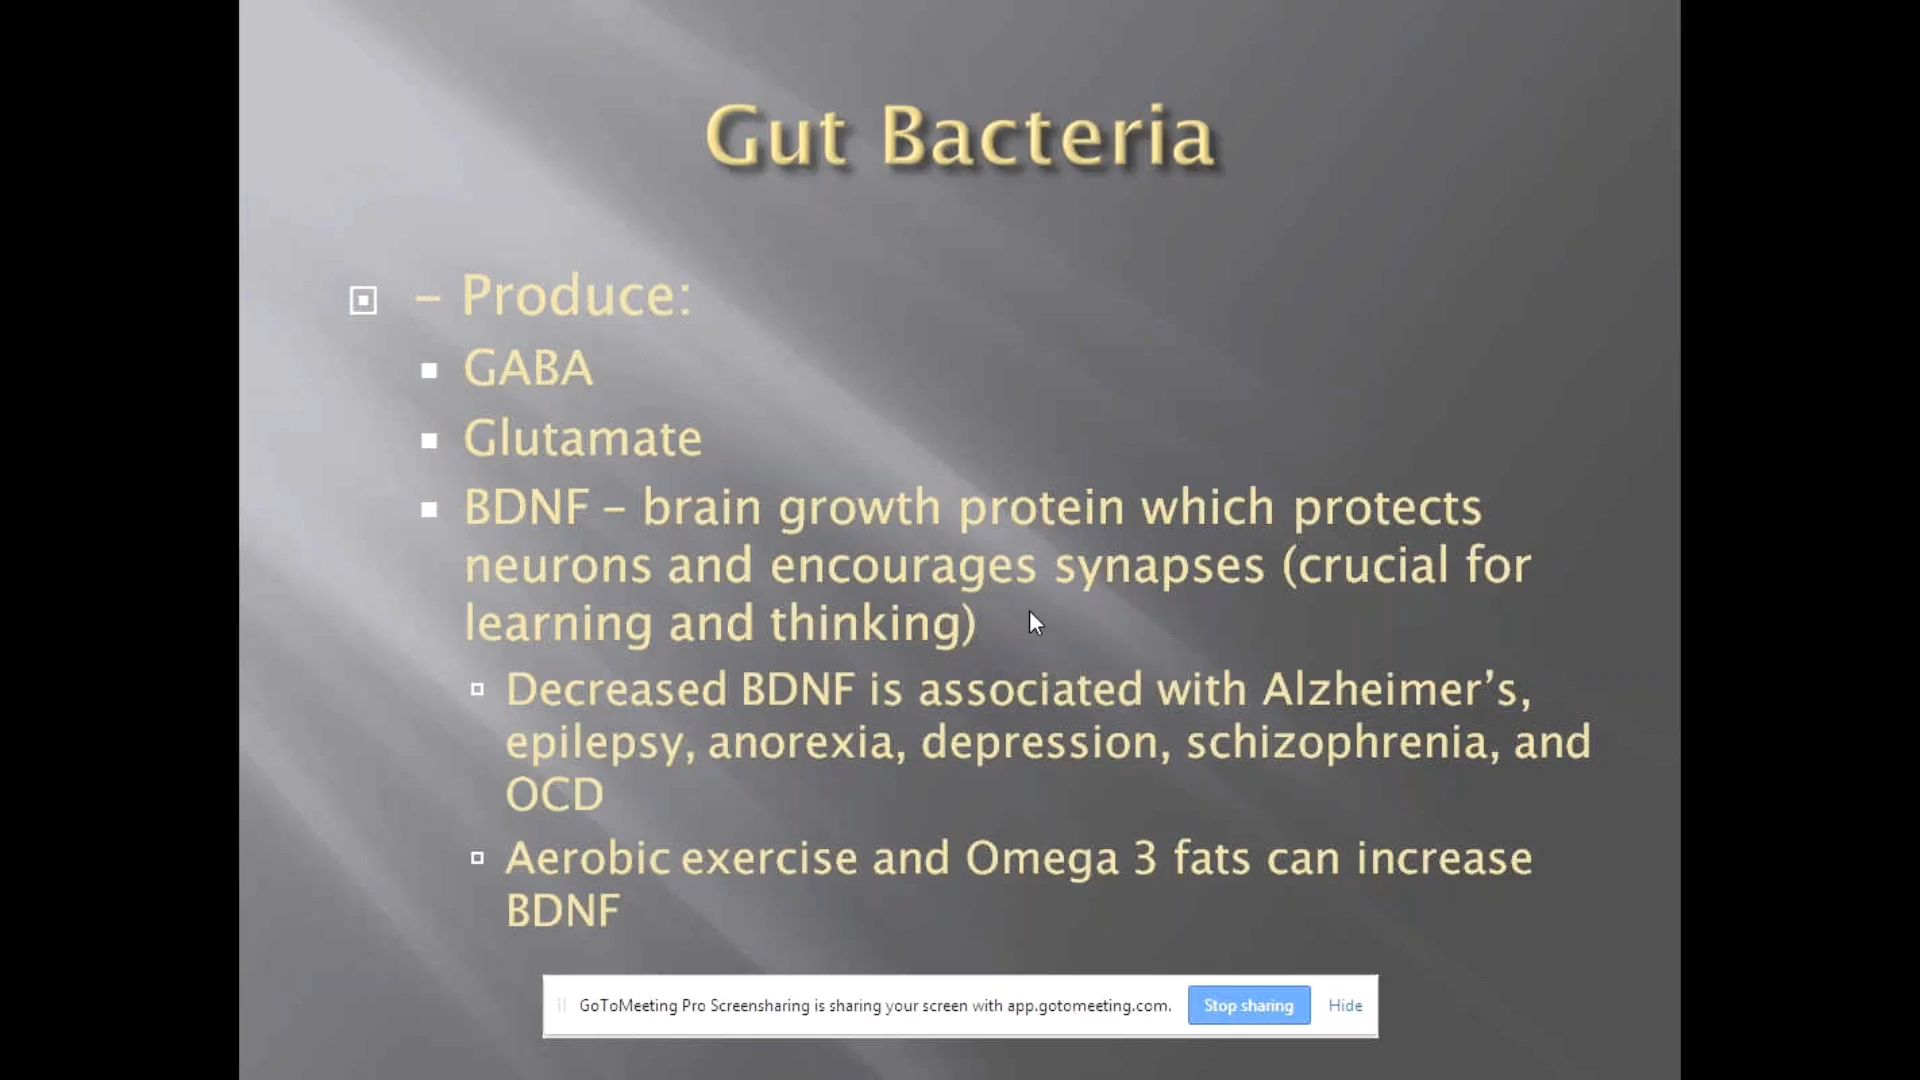 Gut Bacteria
– Produce:
GABA
Glutamate
BDNF – brain growth protein which protects
neurons and encourages synapses (crucial for
learning and thinking)
Decreased BDNF is associated with Alzheimer’s,
epilepsy, anorexia, depression, schizophrenia, and
OCD
Aerobic exercise and Omega 3 fats can increase
BDNF
GoToMeeting Pro Screensharing is sharing your screen with app.gotomeeting.com. Stop sharing Hide